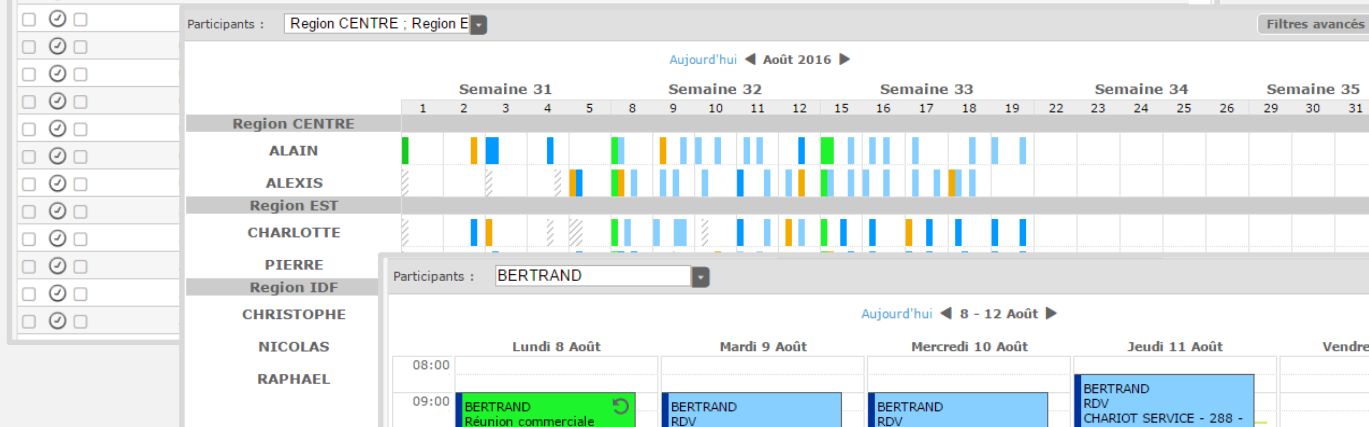 Participants : Region CENTRE ; Region E Filtres avancés
Aujourd'hui ◀ Août 2016 ▶
Semaine 31 Semaine 32 Semaine 33 Semaine 34 Semaine 35
1 2 3 4 5 8 9 10 11 12 15 16 17 18 19 22 23 24 25 26 29 30 31
Region CENTRE
ALAIN
ALEXIS
Region EST
CHARLOTTE
PIERRE
Region IDF
CHRISTOPHE
NICOLAS
RAPHAEL
Participants : BERTRAND
Aujourd'hui ◀ 8 - 12 Août ▶
Lundi 8 Août Mardi 9 Août Mercredi 10 Août Jeudi 11 Août Vendre
08:00
09:00
BERTRAND
Réunion commerciale
BERTRAND
RDV
BERTRAND
RDV
BERTRAND
RDV
CHARIOT SERVICE - 288 -